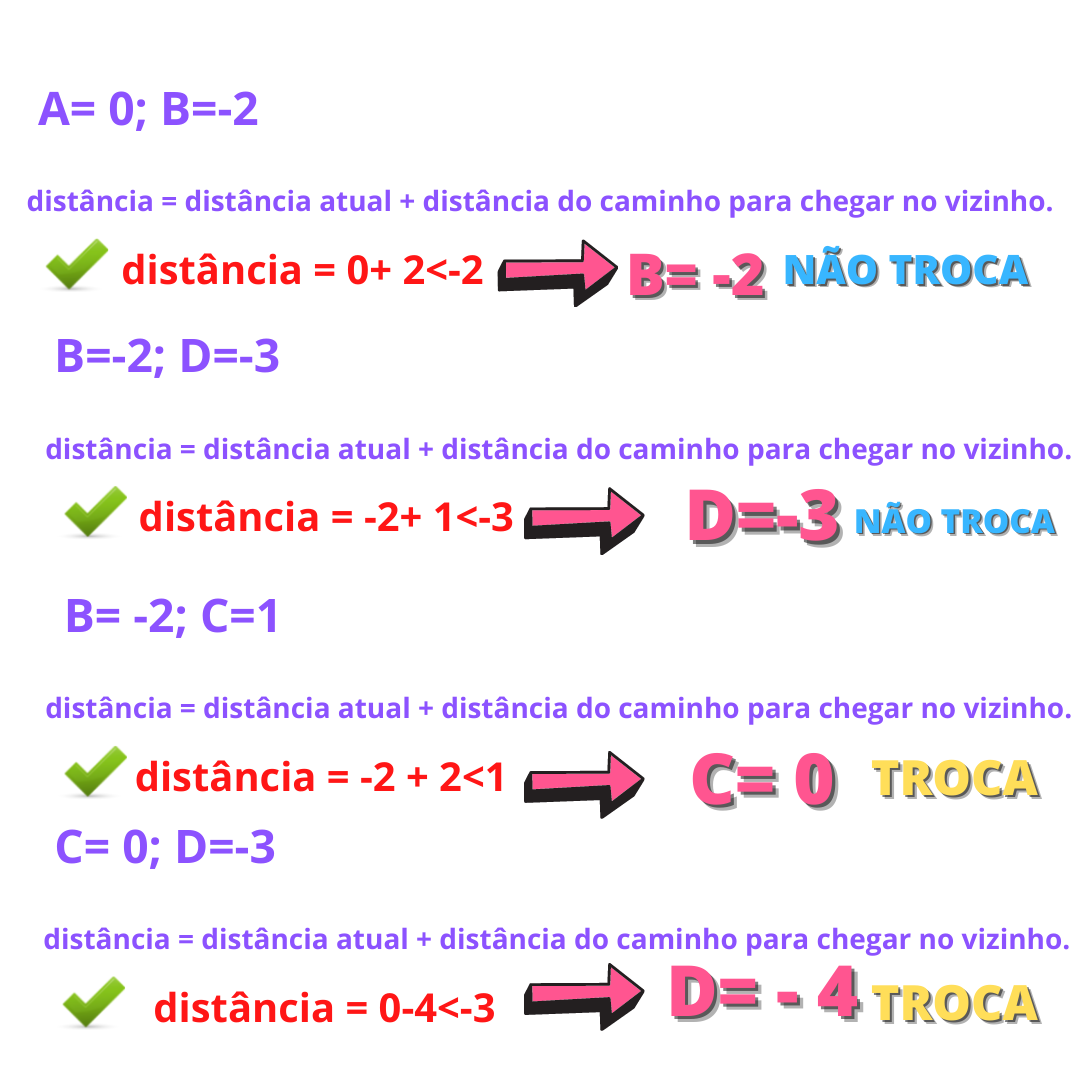 A= 0; B=-2
distância = distância atual + distância do caminho para chegar no vizinho.
distância = 0+ 2<-2 B= -2 NÃO TROCA
B=-2; D=-3
distância = distância atual + distância do caminho para chegar no vizinho.
distância = -2+ 1<-3 D=-3 NÃO TROCA
B= -2; C=1
distância = distância atual + distância do caminho para chegar no vizinho.
distância = -2 + 2<1 C= 0 TROCA
C= 0; D=-3
distância = distância atual + distância do caminho para chegar no vizinho.
distância = 0-4<-3 D= - 4 TROCA